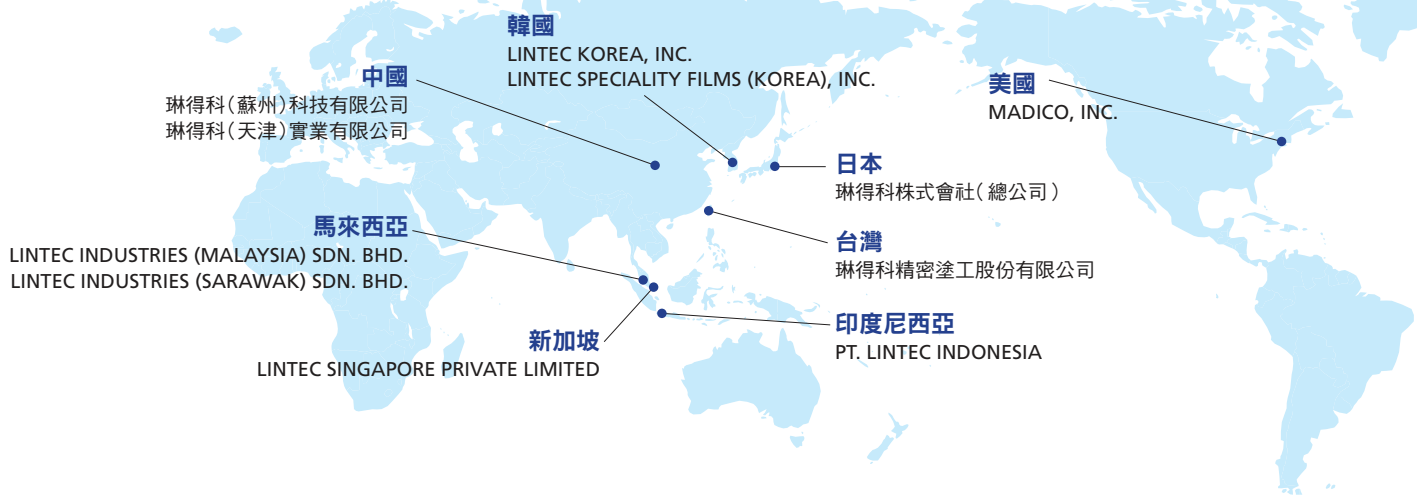 韓國
LINTEC KOREA, INC.
LINTEC SPECIALITY FILMS (KOREA), INC.
中國
琳得科（蘇州）科技有限公司
琳得科（天津）實業有限公司
美國
MADICO, INC.
日本
琳得科株式會社（總公司）
馬來西亞
LINTEC INDUSTRIES (MALAYSIA) SDN. BHD.
LINTEC INDUSTRIES (SARAWAK) SDN. BHD.
台灣
琳得科精密塗工股份有限公司
新加坡
LINTEC SINGAPORE PRIVATE LIMITED
印度尼西亞
PT. LINTEC INDONESIA